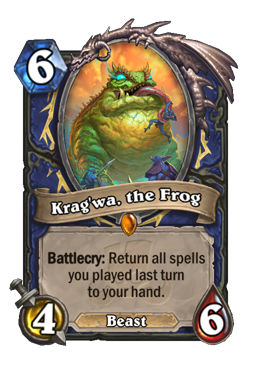 6
Krag'wa, the Frog
Battlecry: Return all spells
you played last turn
to your hand.
4
Beast
6